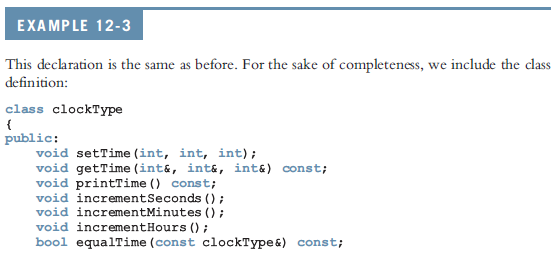 EXAMPLE 12-3
This declaration is the same as before. For the sake of completeness, we include the class
definition:
class clockType
{
public:
    void setTime(int, int, int);
    void getTime(int&, int&, int&) const;
    void printTime() const;
    void incrementSeconds();
    void incrementMinutes();
    void incrementHours();
    bool equalTime(const clockType&) const;